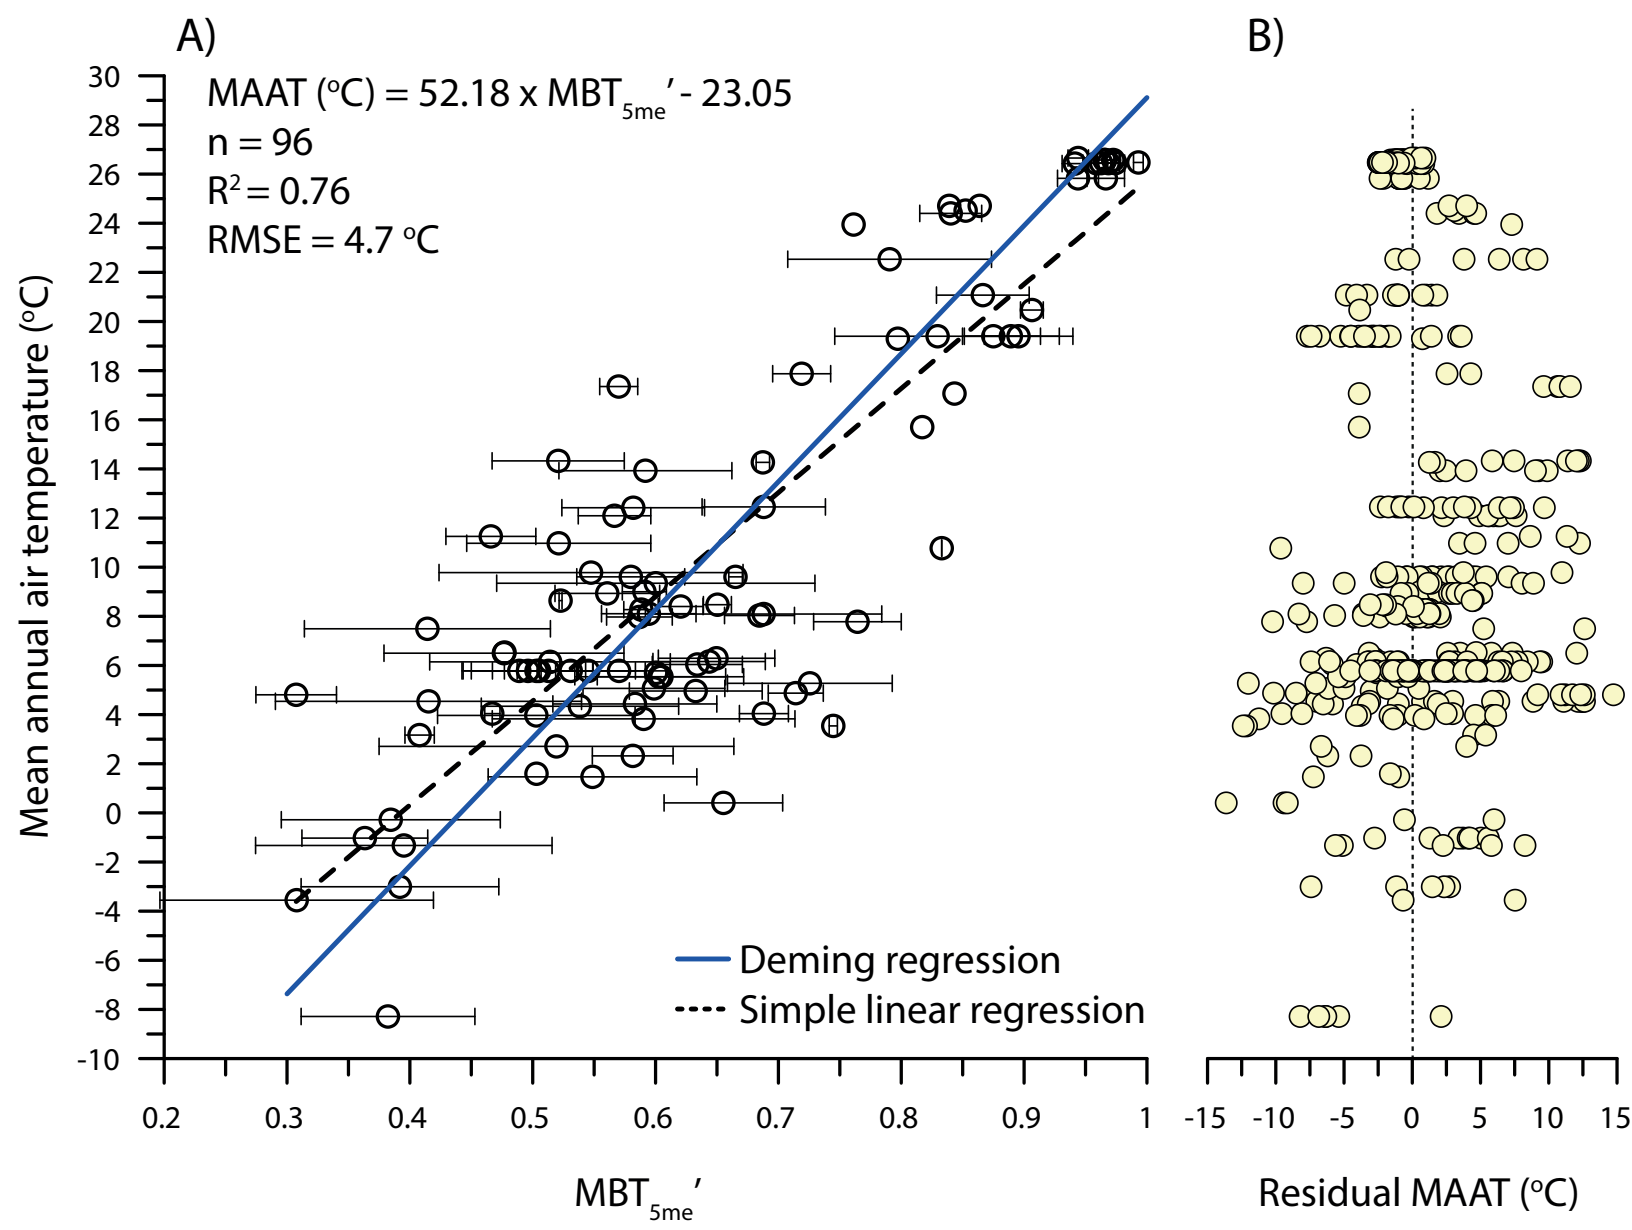 A)
B)
MAAT (°C) = 52.18 x MBT5me′ - 23.05
n = 96
R² = 0.76
RMSE = 4.7 °C
Mean annual air temperature (°C)
30
28
26
24
22
20
18
16
14
12
10
8
6
4
2
0
-2
-4
-6
-8
-10
Deming regression
Simple linear regression
0.2 0.3 0.4 0.5 0.6 0.7 0.8 0.9 1
-15 -10 -5 0 5 10 15
MBT5me′
Residual MAAT (°C)